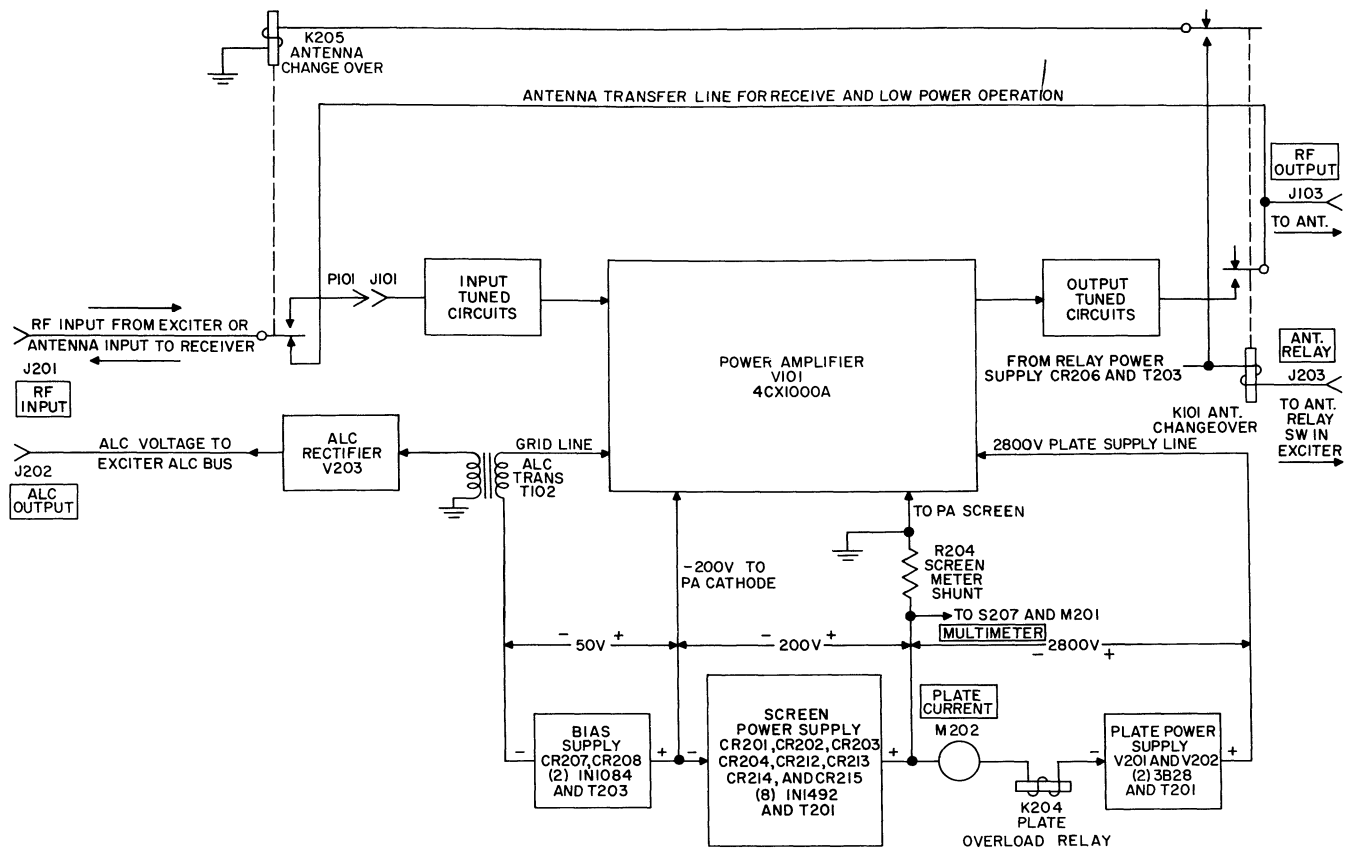 K205
ANTENNA
CHANGE OVER
ANTENNA TRANSFER LINE FOR RECEIVE AND LOW POWER OPERATION
RF
OUTPUT
J103
TO ANT.
P101 J101
INPUT
TUNED
CIRCUITS
OUTPUT
TUNED
CIRCUITS
RF INPUT FROM EXCITER OR
ANTENNA INPUT TO RECEIVER
J201
RF
INPUT
POWER AMPLIFIER
V101
4CX1000A
FROM RELAY POWER
SUPPLY CR206 AND T203
ANT.
RELAY
J203
K101 ANT.
CHANGEOVER
TO ANT.
RELAY
SW IN
EXCITER
ALC VOLTAGE TO
EXCITER ALC BUS
J202
ALC
OUTPUT
ALC
RECTIFIER
V203
GRID LINE
ALC
TRANS
T102
2800V PLATE SUPPLY LINE
TO PA SCREEN
-200V TO
PA CATHODE
R204
SCREEN
METER
SHUNT
TO S207 AND M201
MULTIMETER
- +
50V
- +
200V
2800V
- +
BIAS
SUPPLY
CR207, CR208
(2) 1N1084
AND T203
- +
SCREEN
POWER SUPPLY
CR201, CR202, CR203
CR204, CR212, CR213
CR214, AND CR215
(8) 1N1492
AND T201
- +
PLATE
CURRENT
M202
K204
PLATE
OVERLOAD RELAY
PLATE POWER
SUPPLY
V201 AND V202
(2) 3B28
AND T201
- +